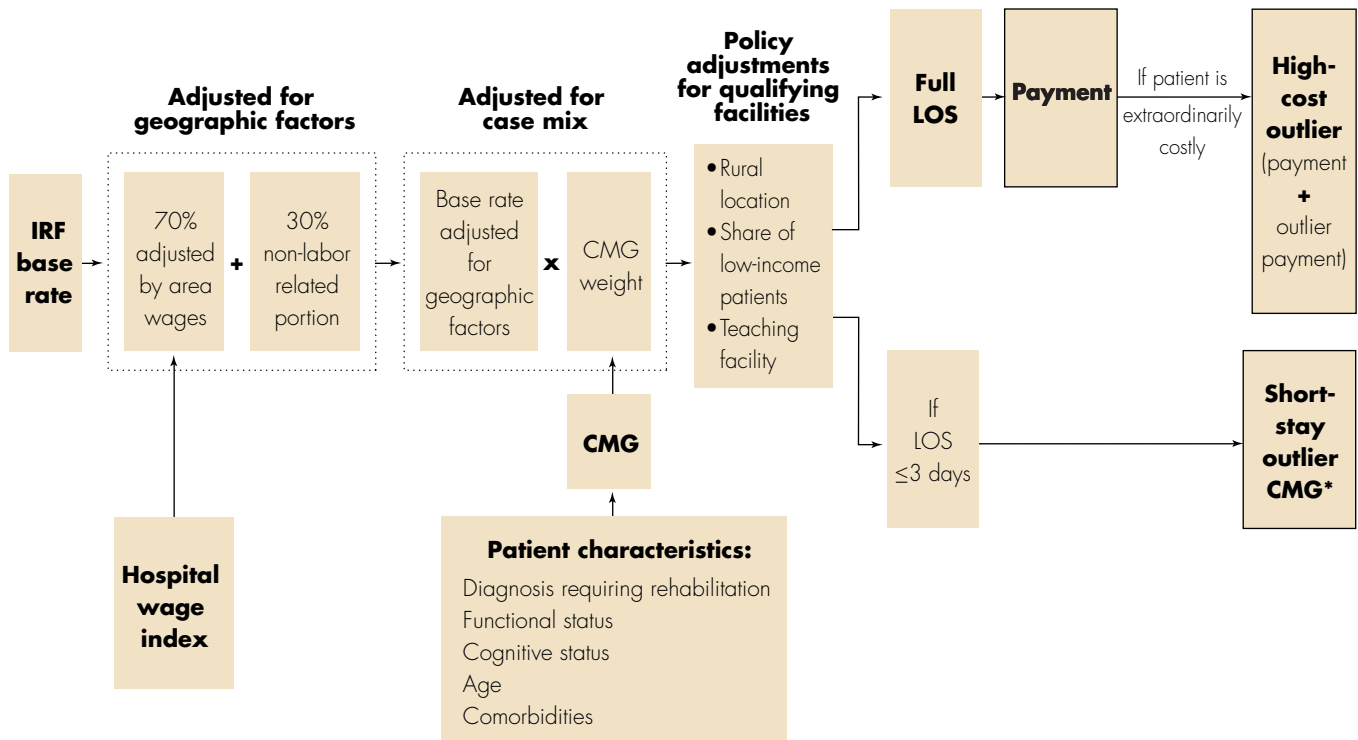 IRF
base
rate
Adjusted for
geographic factors
70%
adjusted
by area
wages
+
30%
non-labor
related
portion
Hospital
wage
index
Adjusted for
case mix
Base rate
adjusted
for
geographic
factors
x
CMG
weight
CMG
Patient characteristics:
Diagnosis requiring rehabilitation
Functional status
Cognitive status
Age
Comorbidities
Policy
adjustments
for qualifying
facilities
• Rural
location
• Share of
low-income
patients
• Teaching
facility
Full
LOS
Payment
If patient is
extraordinarily
costly
High-
cost
outlier
(payment
+
outlier
payment)
If
LOS
≤3 days
Short-
stay
outlier
CMG*